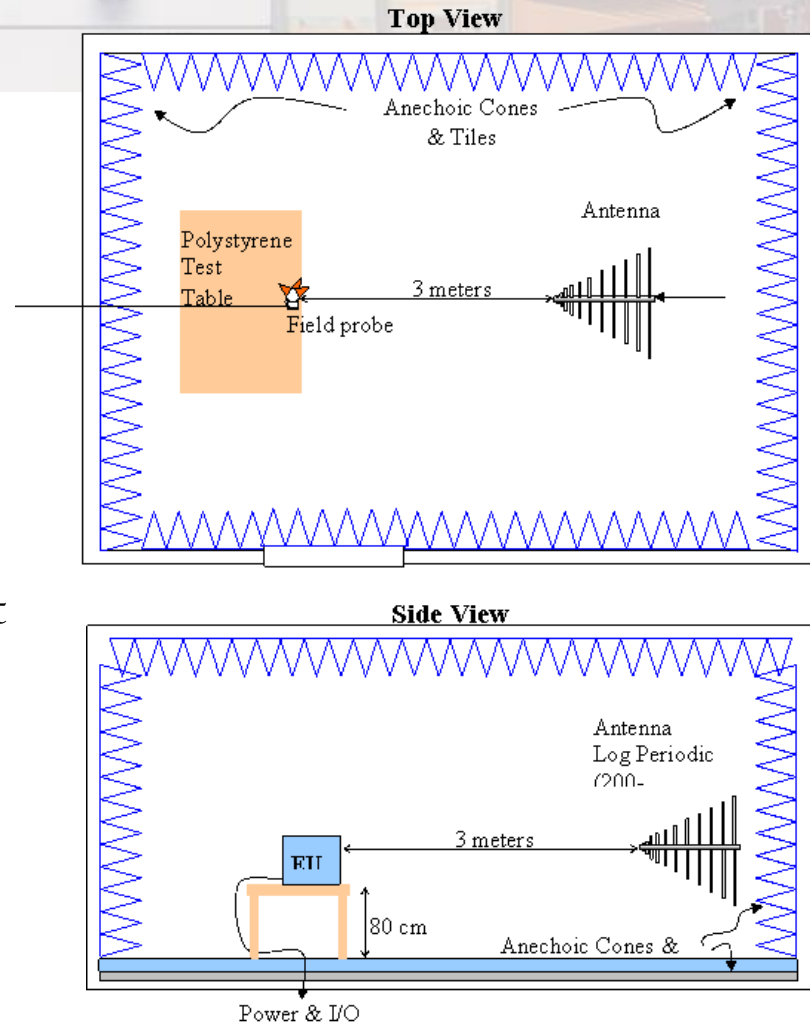 Top View
Anechoic Cones
& Tiles
Antenna
Polystyrene
Test
Table
3 meters
Field probe
Side View
Antenna
Log Periodic
(200-
3 meters
EU
80 cm
Anechoic Cones &
Power & I/O